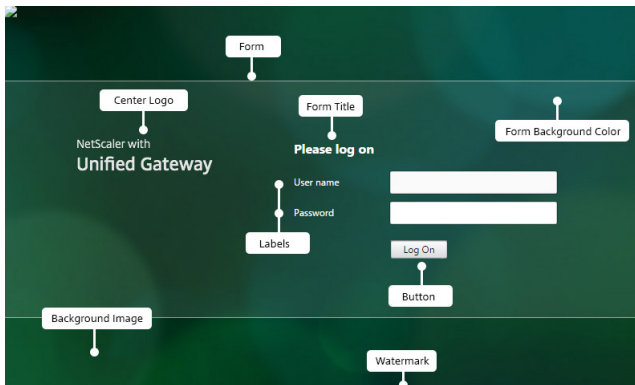 Form
Center Logo
Form Title
Form Background Color
NetScaler with
Unified Gateway
Please log on
User name
Password
Labels
Log On
Button
Background Image
Watermark